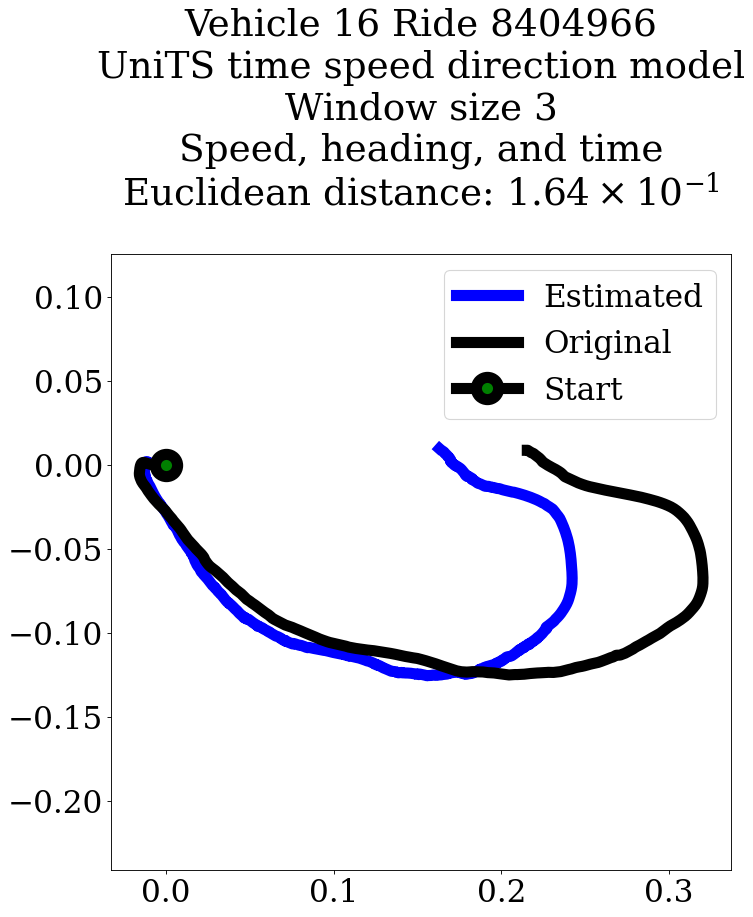 Vehicle 16 Ride 8404966
UniTS time speed direction model
Window size 3
Speed, heading, and time
Euclidean distance: 1.64 × 10⁻¹
Estimated
Original
Start
0.10
0.05
0.00
−0.05
−0.10
−0.15
−0.20
0.0 0.1 0.2 0.3